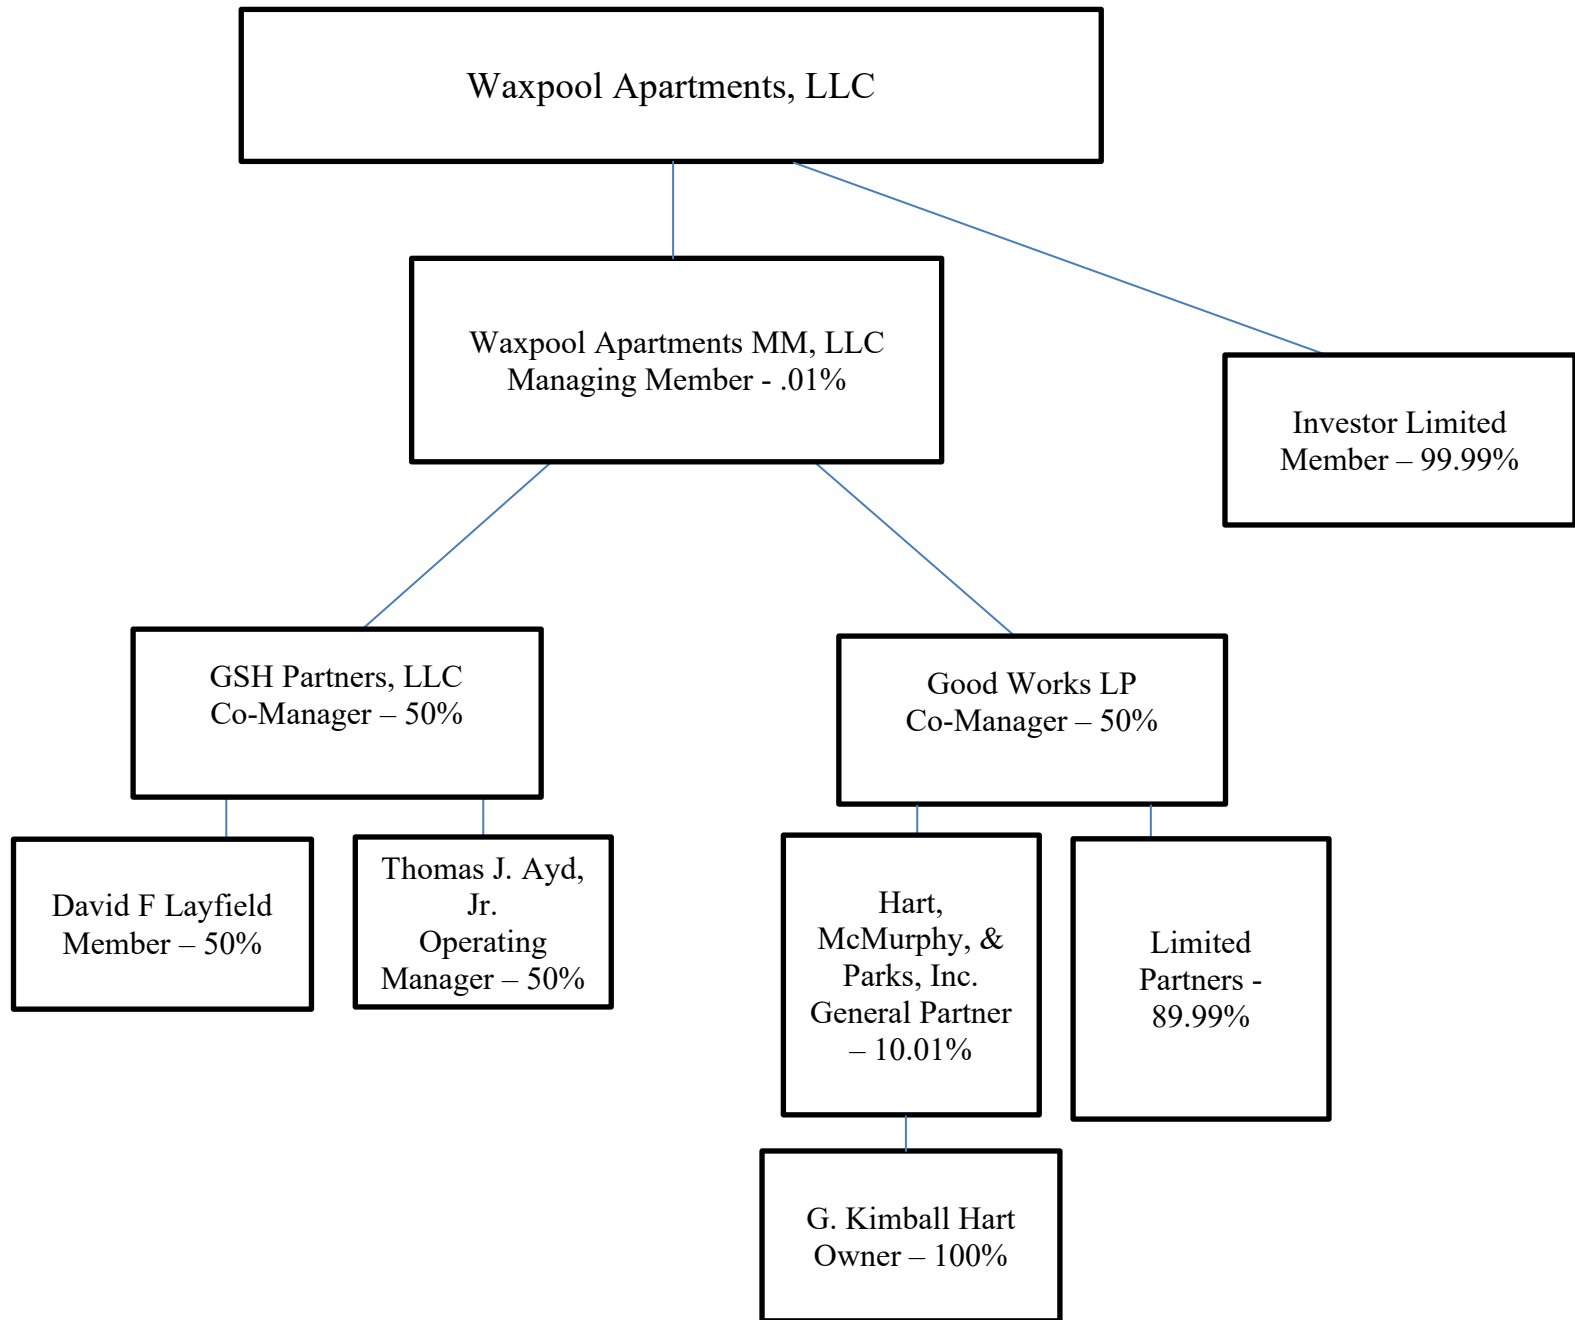 Waxpool Apartments, LLC
Waxpool Apartments MM, LLC
Managing Member - .01%
Investor Limited
Member – 99.99%
GSH Partners, LLC
Co-Manager – 50%
Good Works LP
Co-Manager – 50%
David F Layfield
Member – 50%
Thomas J. Ayd,
Jr.
Operating
Manager – 50%
Hart,
McMurphy, &
Parks, Inc.
General Partner
– 10.01%
Limited
Partners -
89.99%
G. Kimball Hart
Owner – 100%